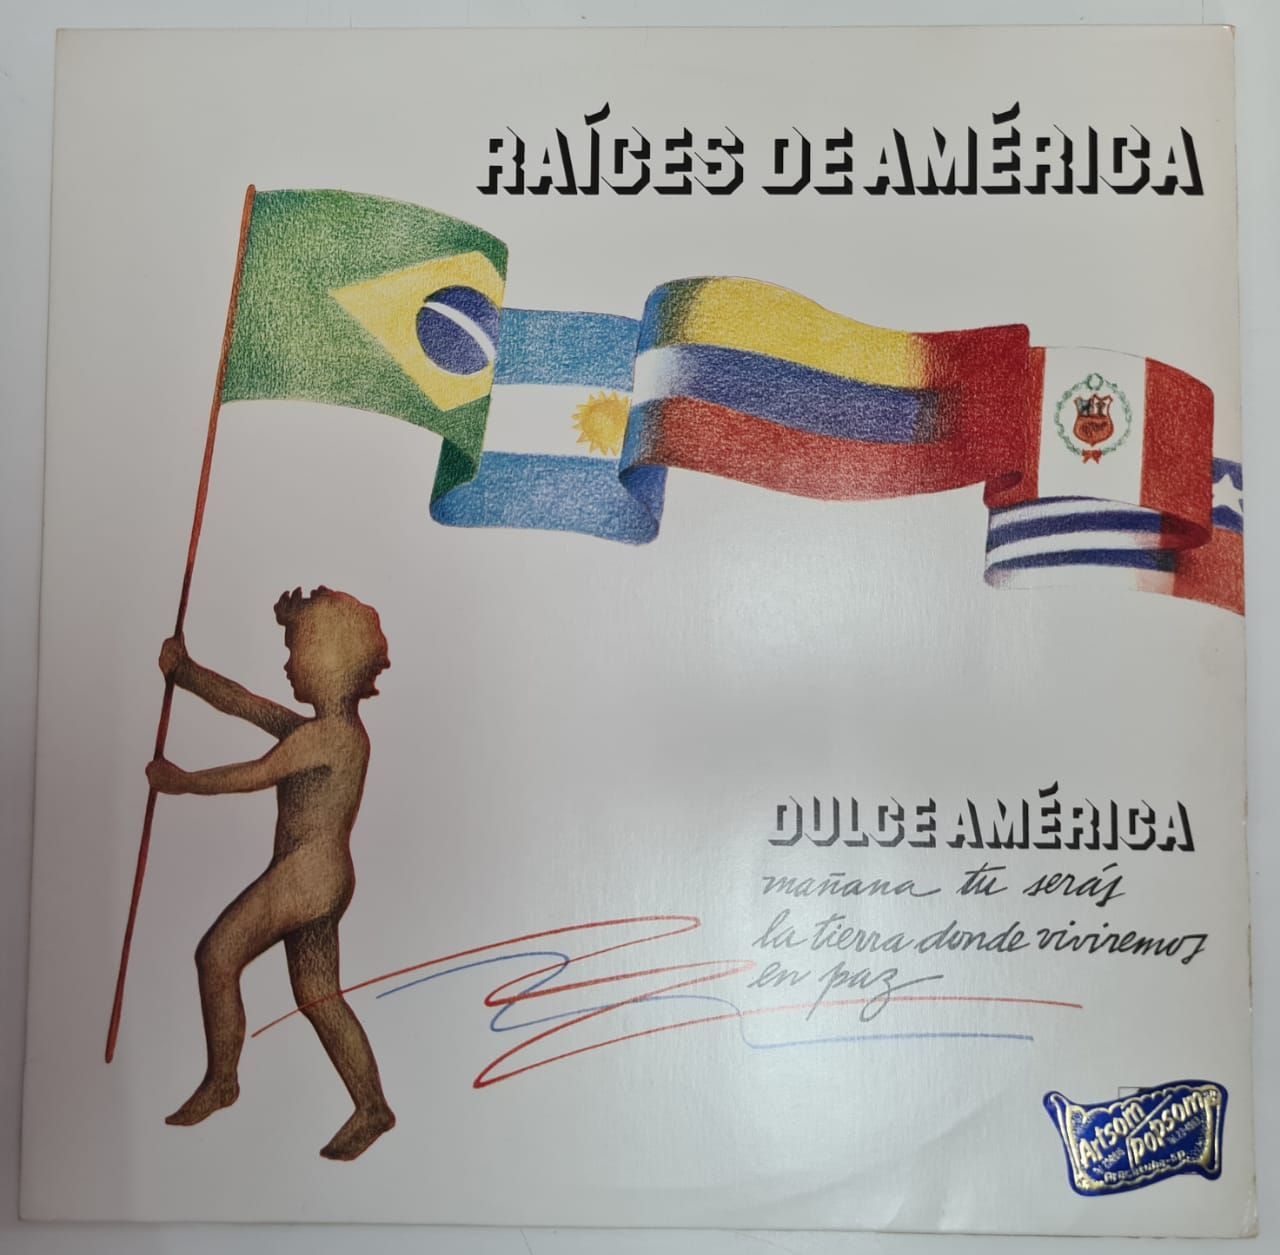 RAÍCES DE AMÉRICA
DULCE AMÉRICA
mañana tu serás
la tierra donde viviremos
en paz
Artsom
popsom